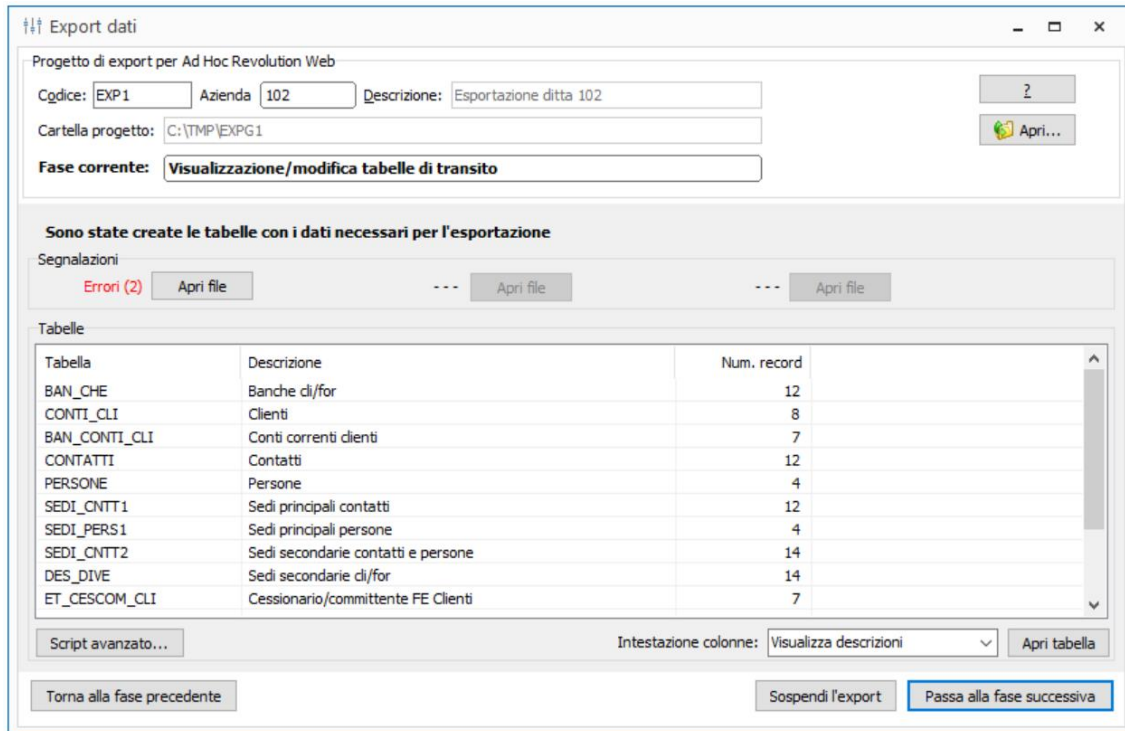 Export dati
Progetto di export per Ad Hoc Revolution Web
Codice: EXP1 Azienda 102 Descrizione: Esportazione ditta 102 ?
Cartella progetto: C:\TMP\EXPG1 Apri...
Fase corrente: Visualizzazione/modifica tabelle di transito
Sono state create le tabelle con i dati necessari per l'esportazione
Segnalazioni
Errori (2) Apri file --- Apri file --- Apri file
Tabelle
Tabella Descrizione Num. record
BAN_CHE Banche cli/for 12
CONTI_CLI Clienti 8
BAN_CONTI_CLI Conti correnti clienti 7
CONTATTI Contatti 12
PERSONE Persone 4
SEDI_CNTT1 Sedi principali contatti 12
SEDI_PERS1 Sedi principali persone 4
SEDI_CNTT2 Sedi secondarie contatti e persone 14
DES_DIVE Sedi secondarie cli/for 14
ET_CESCOM_CLI Cessionario/committente FE Clienti 7
Script avanzato... Intestazione colonne: Visualizza descrizioni Apri tabella
Torna alla fase precedente Sospendi l'export Passa alla fase successiva